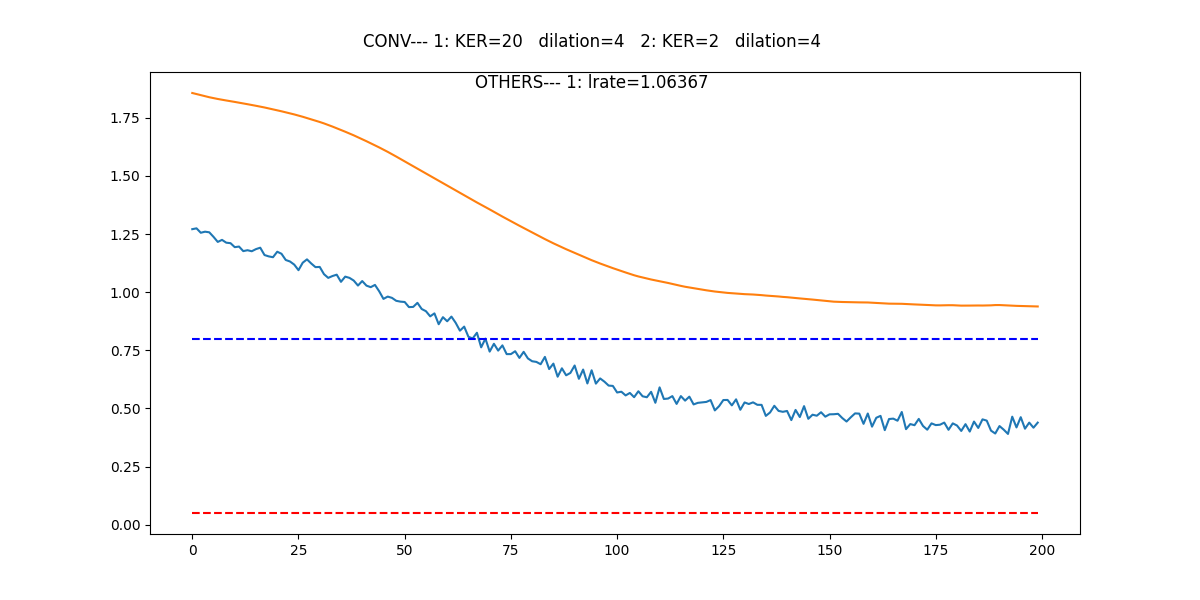 CONV--- 1: KER=20   dilation=4   2: KER=2   dilation=4
OTHERS--- 1: lrate=1.06367
1.75
1.50
1.25
1.00
0.75
0.50
0.25
0.00
0 25 50 75 100 125 150 175 200